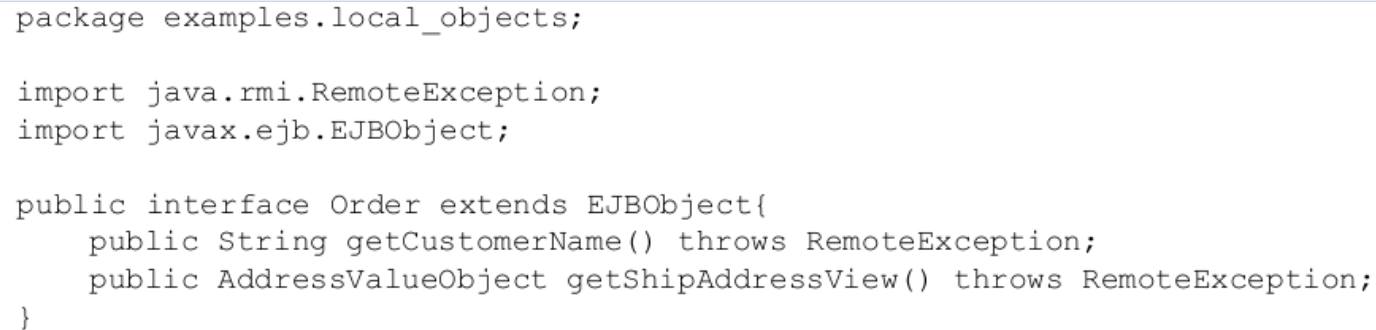 package examples.local_objects;
import java.rmi.RemoteException;
import javax.ejb.EJBObject;
public interface Order extends EJBObject{
    public String getCustomerName() throws RemoteException;
    public AddressValueObject getShipAddressView() throws RemoteException;
}